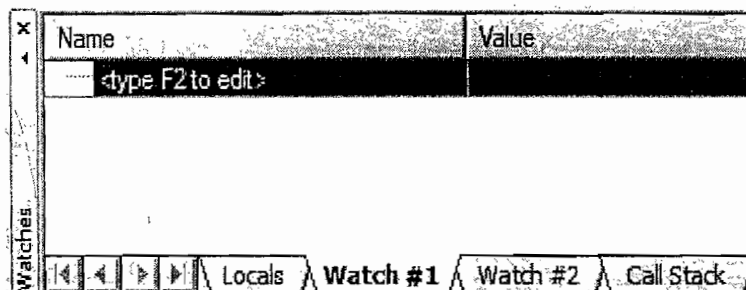 Name Value
<type F2 to edit>
Watches
Locals Watch #1 Watch #2 Call Stack